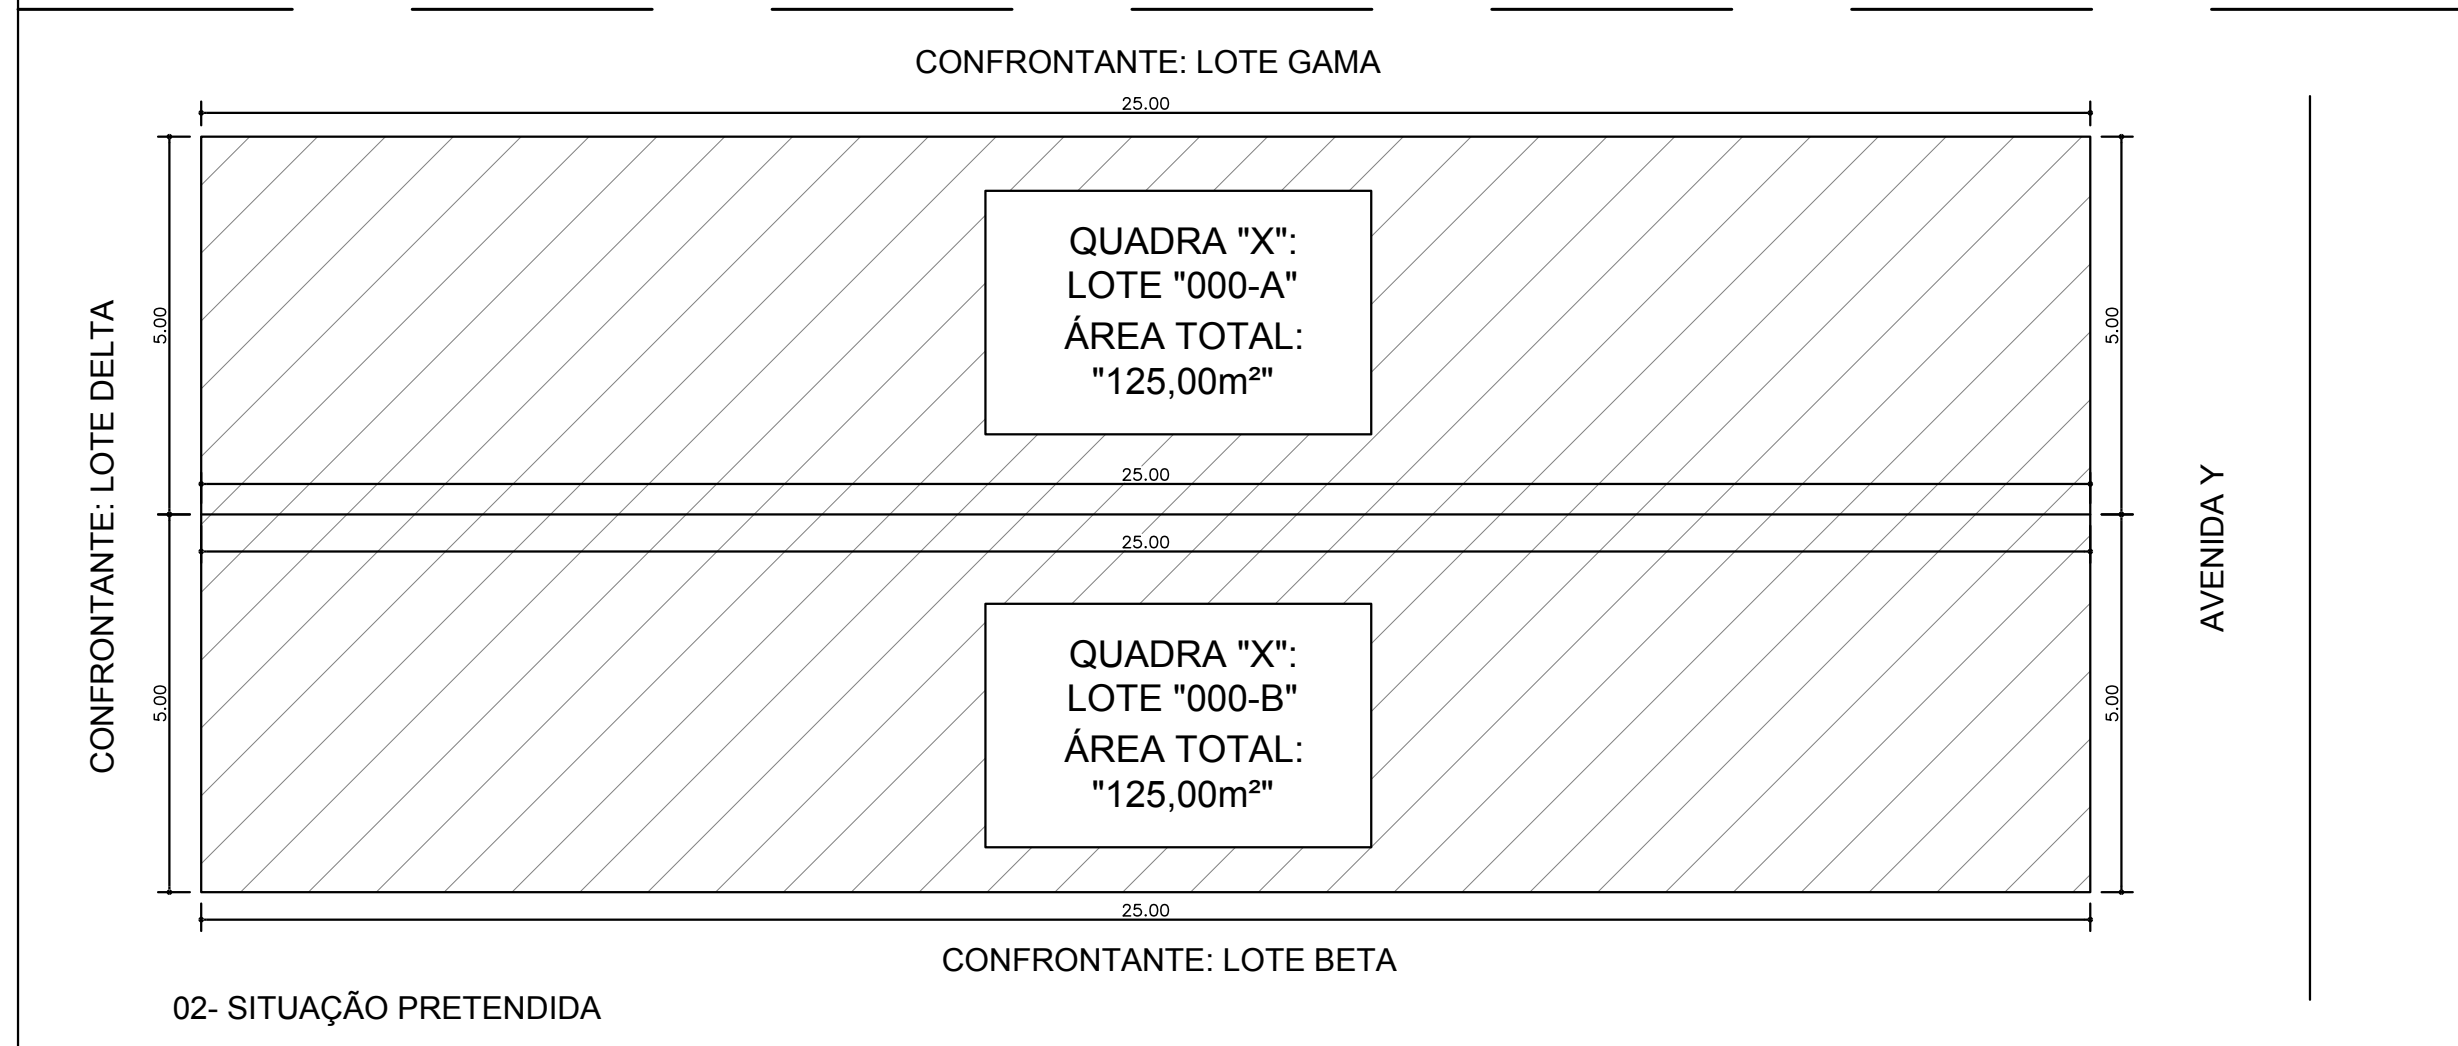 CONFRONTANTE: LOTE GAMA
25.00
QUADRA "X":
LOTE "000-A"
ÁREA TOTAL:
"125,00m²"
5.00
5.00
CONFRONTANTE: LOTE DELTA
25.00
25.00
AVENIDA Y
QUADRA "X":
LOTE "000-B"
ÁREA TOTAL:
"125,00m²"
5.00
5.00
25.00
CONFRONTANTE: LOTE BETA
02- SITUAÇÃO PRETENDIDA